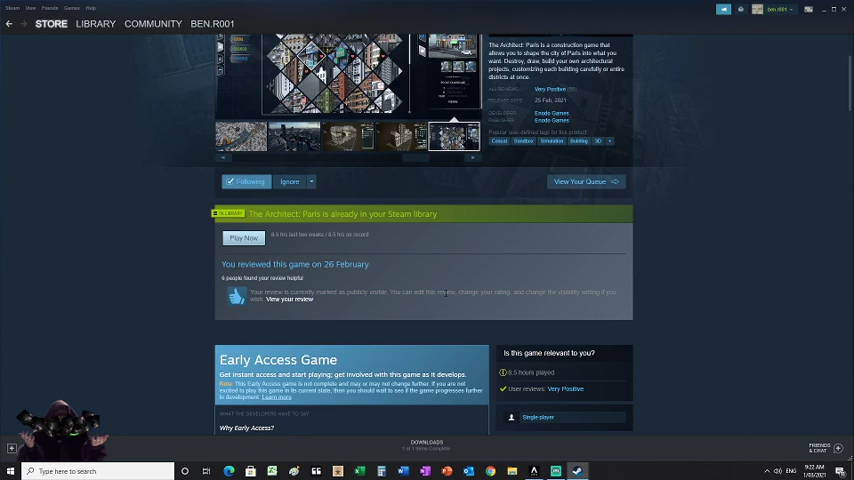 Steam View Friends Games Help
ben.r001
STORE LIBRARY COMMUNITY BEN.R001
The Architect: Paris is a construction game that
allows you to shape the city of Paris into what you
want. Destroy, draw, build your own architectural
projects, customizing each building carefully or entire
districts at once.
ALL REVIEWS: Very Positive
RELEASE DATE: 25 Feb, 2021
DEVELOPER: Enodo Games
PUBLISHER: Enodo Games
Popular user-defined tags for this product:
Casual Sandbox Simulation Building 3D +
Following Ignore View Your Queue
IN LIBRARY The Architect: Paris is already in your Steam library
Play Now 8.5 hrs last two weeks / 8.5 hrs on record
You reviewed this game on 26 February
6 people found your review helpful
Your review is currently marked as publicly visible. You can edit this review, change your rating, and change the visibility setting if you
wish. View your review
Early Access Game
Get instant access and start playing; get involved with this game as it develops.
Note: This Early Access game is not complete and may or may not change further. If you are not
excited to play this game in its current state, then you should wait to see if the game progresses further
in development. Learn more
WHAT THE DEVELOPERS HAVE TO SAY:
Why Early Access?
Is this game relevant to you?
8.5 hours played
User reviews: Very Positive
Single-player
DOWNLOADS
1 of 1 Items Complete
FRIENDS
& CHAT
Type here to search
ENG
9:22 AM
1/03/2021